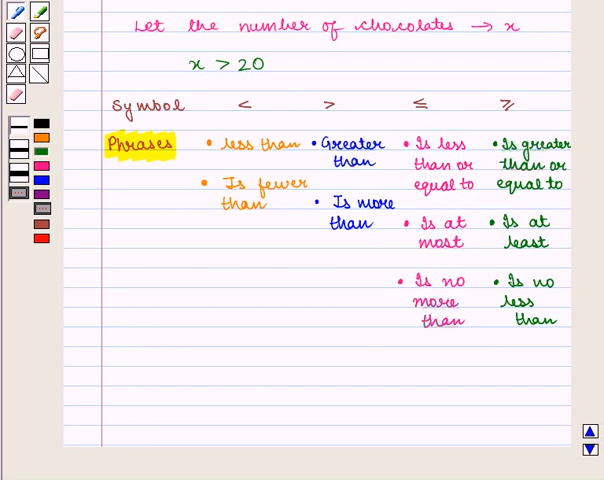 Let the number of chocolates → x
x > 20
Symbol < > ≤ ≥
Phrases
• less than
• Is fewer than
• Greater than
• Is more than
• Is less than or equal to
• Is at most
• Is no more than
• Is greater than or equal to
• Is at least
• Is no less than